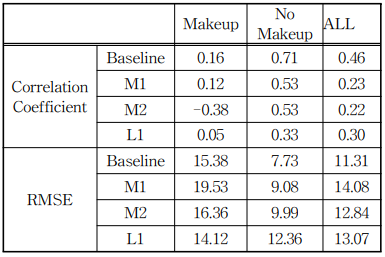 Makeup No Makeup ALL
Correlation Coefficient Baseline 0.16 0.71 0.46
M1 0.12 0.53 0.23
M2 -0.38 0.53 0.22
L1 0.05 0.33 0.30
RMSE Baseline 15.38 7.73 11.31
M1 19.53 9.08 14.08
M2 16.36 9.99 12.84
L1 14.12 12.36 13.07